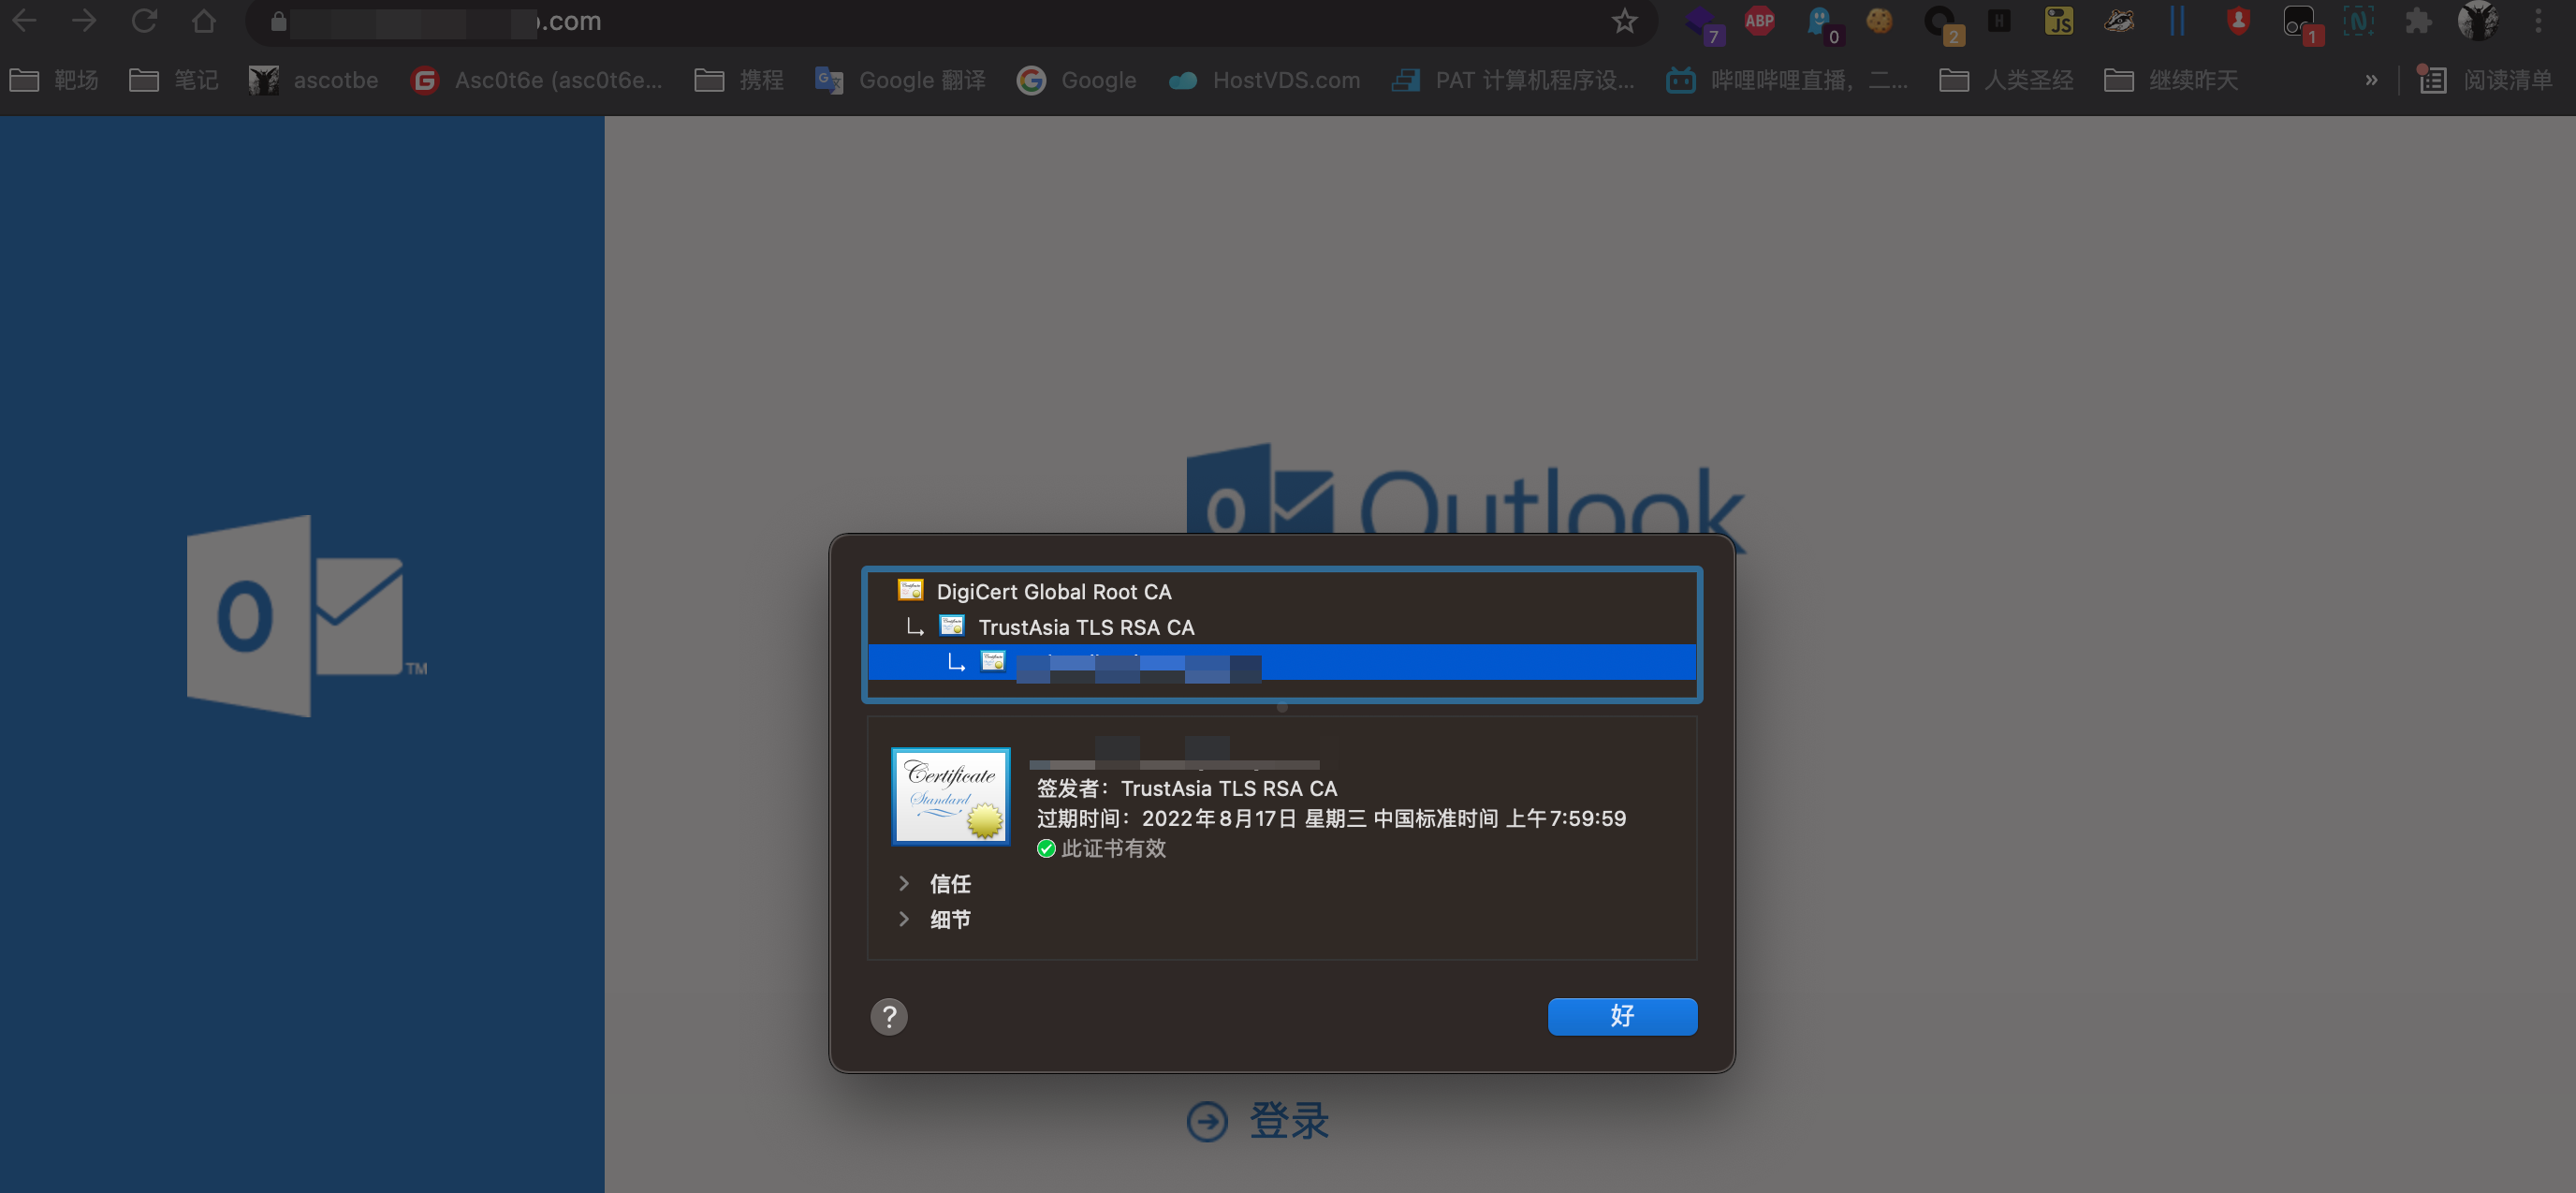 .com
7
ABP
0
2
H
JS
1
N
靶场
笔记
ascotbe
Asc0t6e (asc0t6e...
携程
Google 翻译
Google
HostVDS.com
PAT 计算机程序设...
哔哩哔哩直播，二...
人类圣经
继续昨天
»
阅读清单
Outlook
TM
DigiCert Global Root CA
TrustAsia TLS RSA CA
Certificate
Standard
签发者：TrustAsia TLS RSA CA
过期时间：2022年8月17日 星期三 中国标准时间 上午7:59:59
此证书有效
信任
细节
?
好
登录